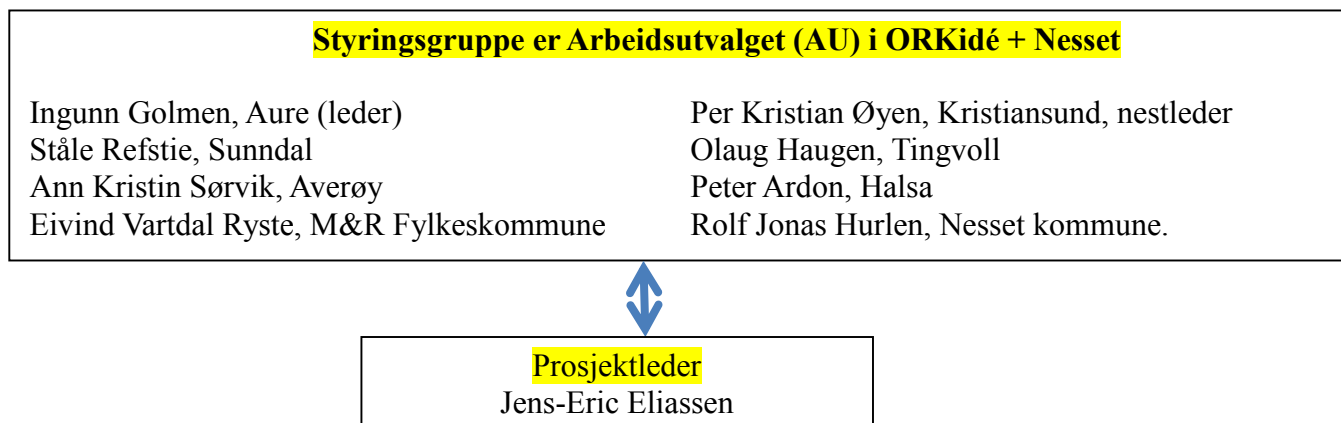 Styringsgruppe er Arbeidsutvalget (AU) i ORKidé + Nesset
Ingunn Golmen, Aure (leder)
Ståle Refstie, Sunndal
Ann Kristin Sørvik, Averøy
Eivind Vartdal Ryste, M&R Fylkeskommune
Per Kristian Øyen, Kristiansund, nestleder
Olaug Haugen, Tingvoll
Peter Ardon, Halsa
Rolf Jonas Hurlen, Nesset kommune.
Prosjektleder
Jens-Eric Eliassen